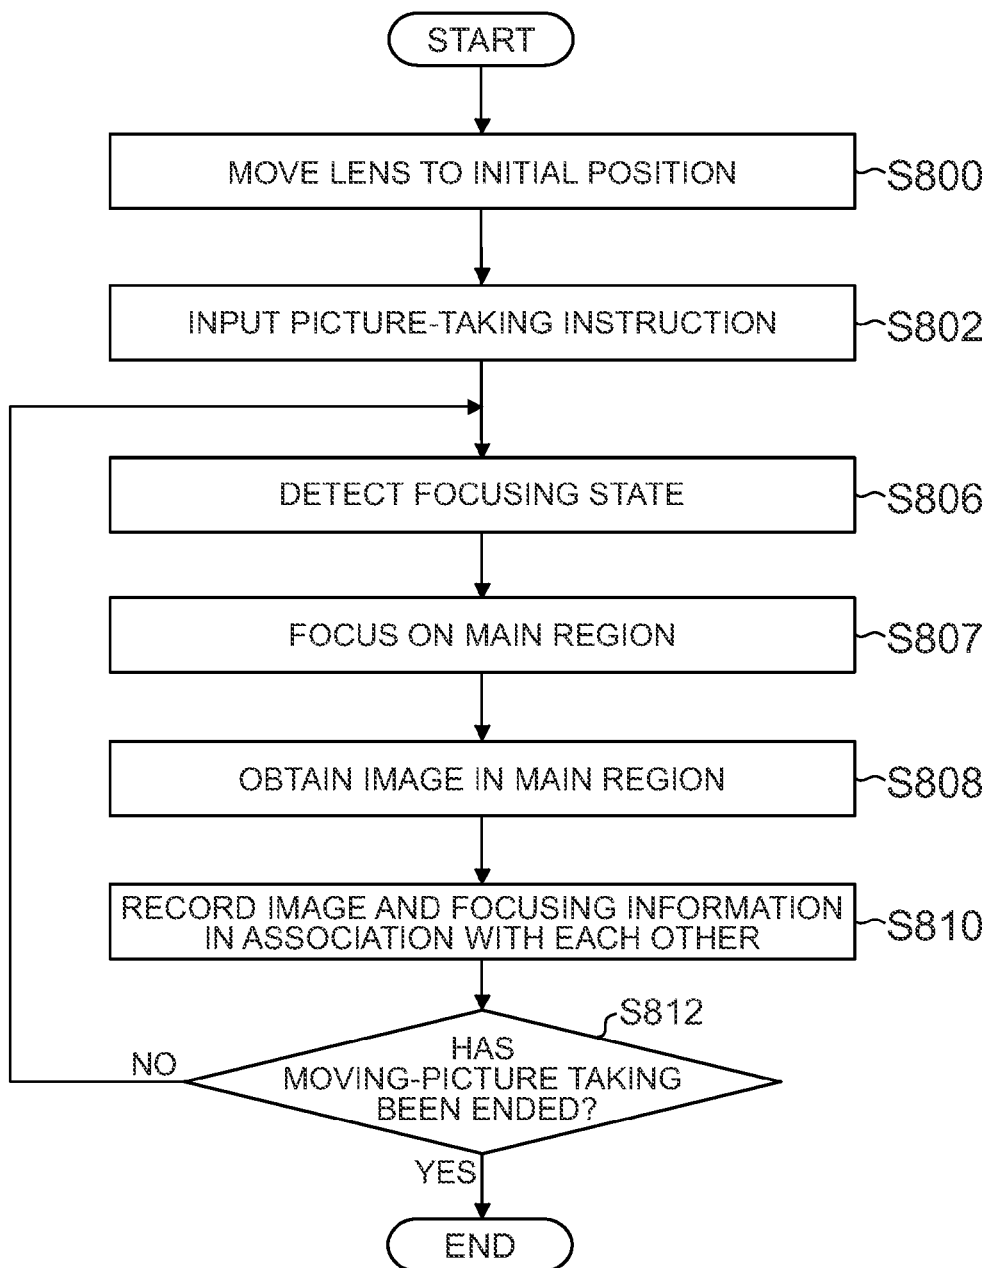 START
MOVE LENS TO INITIAL POSITION
S800
INPUT PICTURE-TAKING INSTRUCTION
S802
DETECT FOCUSING STATE
S806
FOCUS ON MAIN REGION
S807
OBTAIN IMAGE IN MAIN REGION
S808
RECORD IMAGE AND FOCUSING INFORMATION
IN ASSOCIATION WITH EACH OTHER
S810
S812
HAS
MOVING-PICTURE TAKING
BEEN ENDED?
NO
YES
END